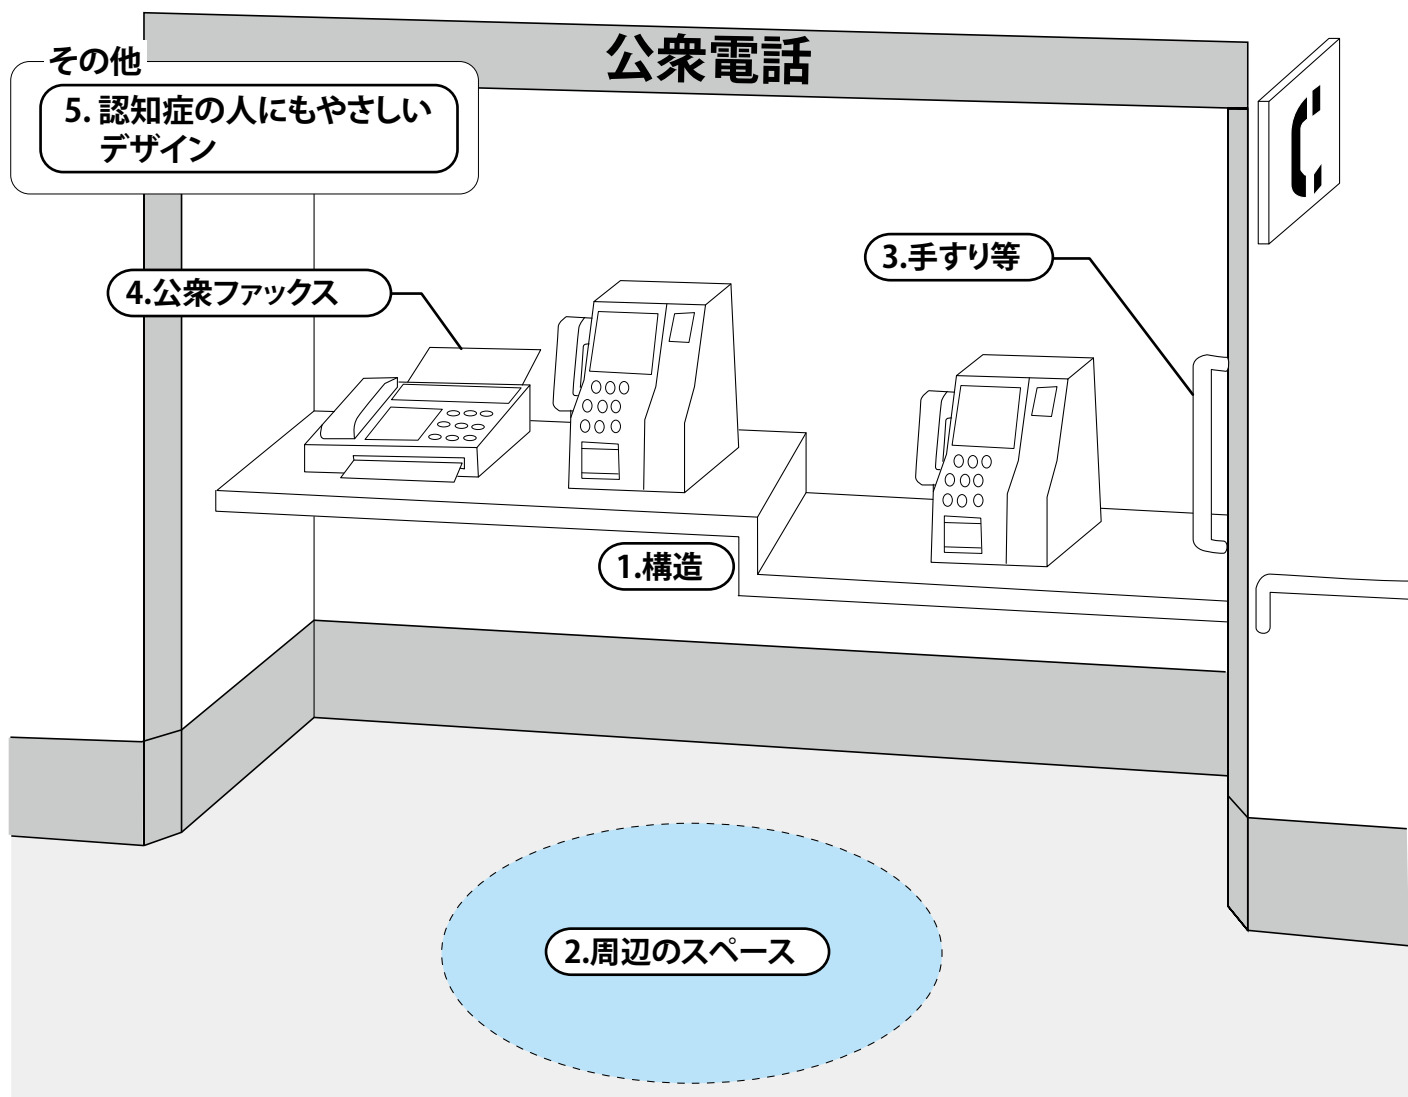 公衆電話
その他
5. 認知症の人にもやさしい
デザイン
3.手すり等
4.公衆ファックス
1.構造
2.周辺のスペース